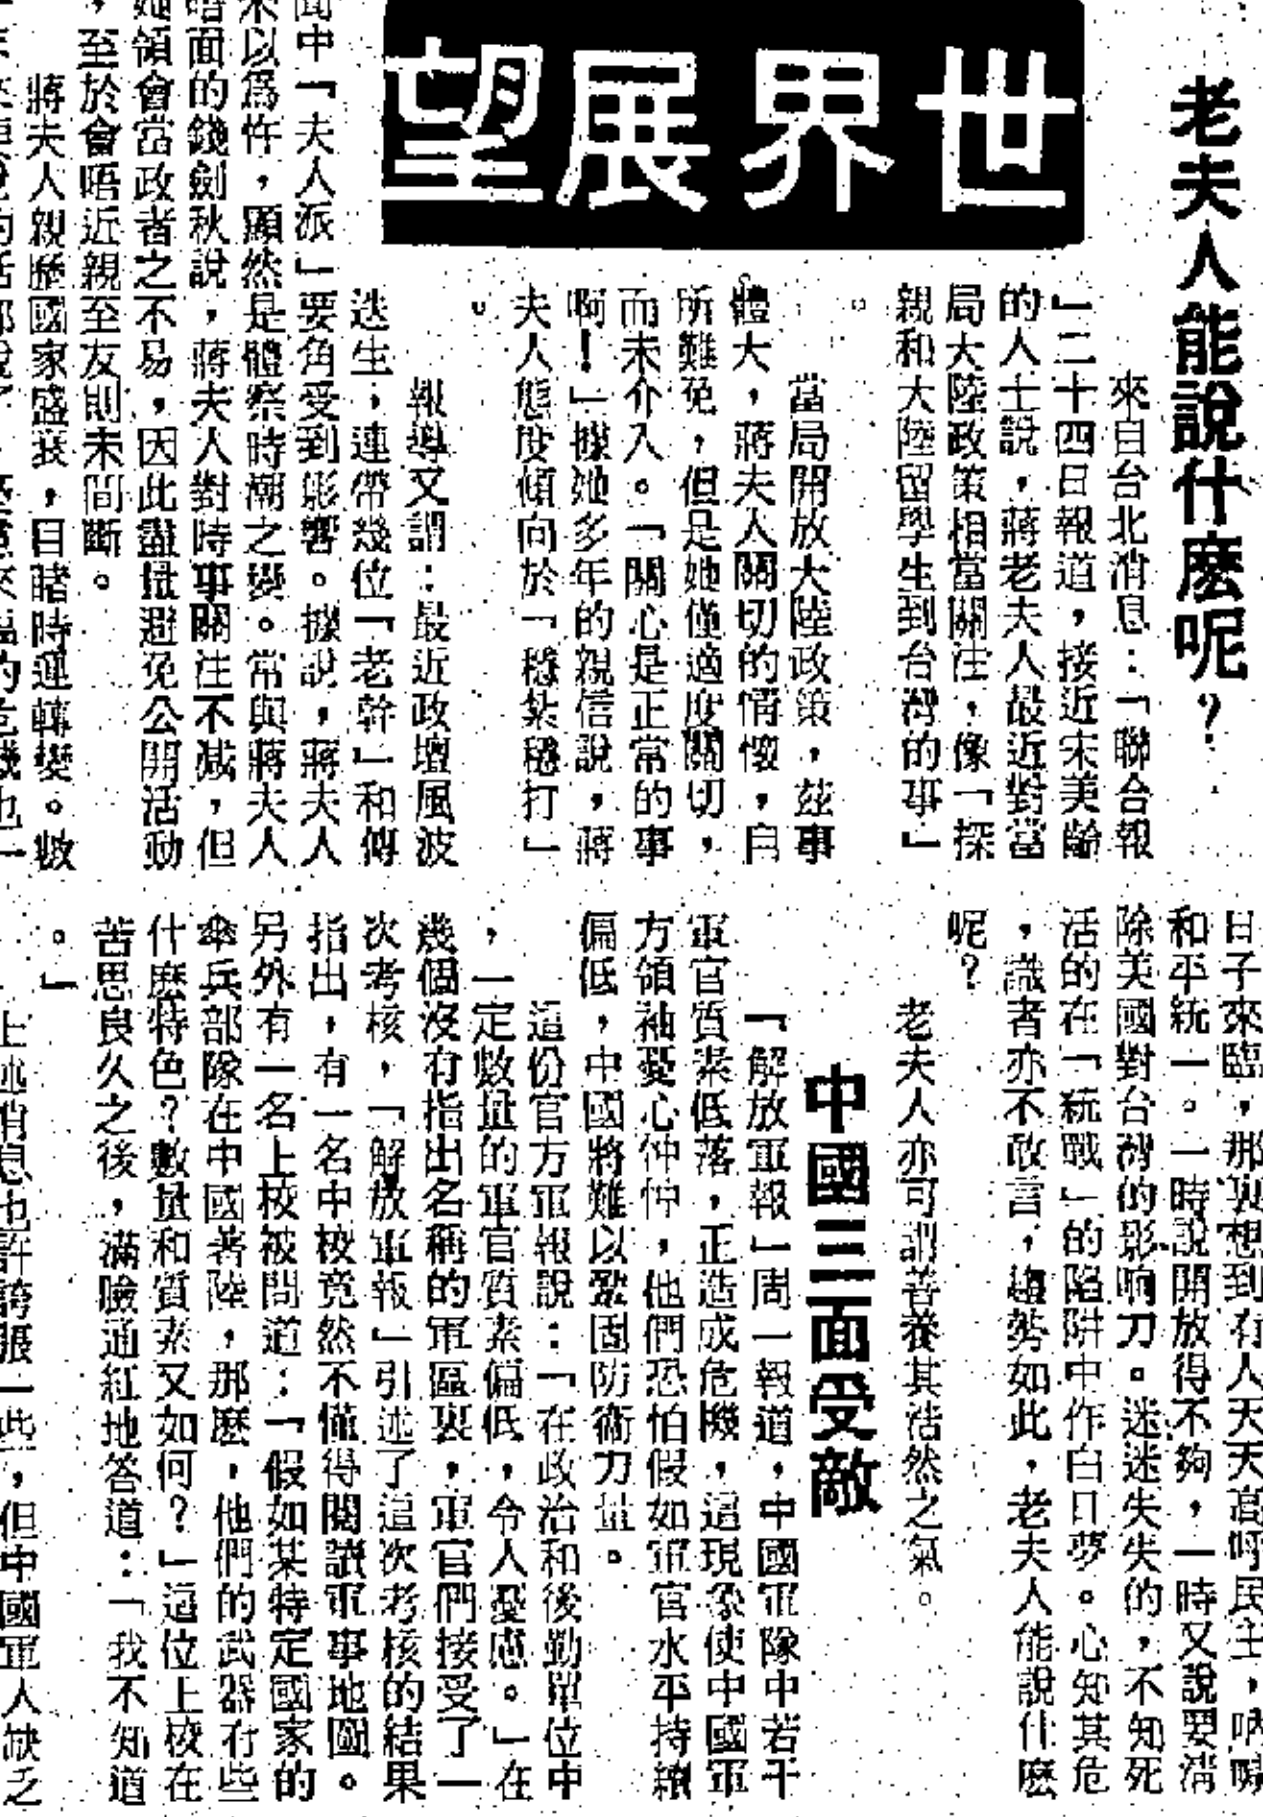 世界展望
老夫人能說什麽呢？
來自台北消息：「聯合報
」二十四日報道，接近宋美齡
的人士說，蔣老夫人最近對當
局大陸政策相當關注，像「探
親和大陸留學生到台灣的事」
。
當局開放大陸政策，茲事
體大，蔣夫人關切的情懷，自
所難免，但是她僅適度關切，
而未介入。「關心是正常的事
啊！」據她多年的親信說，蔣
夫人態度傾向於「穩紮穩打」
。
報導又謂：最近政壇風波
迭生，連帶幾位「老幹」和傳
聞中「夫人派」要角受到影響。據說，蔣夫人
未以爲忤，顯然是體察時潮之變。常與蔣夫人
晤面的錢劍秋說，蔣夫人對時事關注不減，但
她領會當政者之不易，因此盡量避免公開活動
，至於會晤近親至友則未間斷。
蔣夫人親歷國家盛衰，目睹時運轉變。數
日子來臨，那裏想到有人天天高呼民主，吶喊
和平統一。一時說開放得不夠，一時又說要消
除美國對台灣的影响刀。迷迷失失的，不知死
活的在「統戰」的陷阱中作白日夢。心知其危
，識者亦不敢言，趨勢如此，老夫人能說什麽
呢？
老夫人亦可謂善養其浩然之氣。
中國三面受敵
「解放軍報」周一報道，中國軍隊中若干
軍官質素低落，正造成危機，這現象使中國軍
方領袖憂心忡忡，他們恐怕假如軍官水平持續
偏低，中國將難以鞏固防衞力量。
這份官方軍報說：「在政治和後勤單位中
，一定數量的軍官質素偏低，令人憂慮。」在
幾個沒有指出名稱的軍區裏，軍官們接受了一
次考核，「解放軍報」引述了這次考核的結果
指出，有一名中校竟然不懂得閱讀軍事地圖。
另外有一名上校被問道：「假如某特定國家的
傘兵部隊在中國著陸，那麽，他們的武器有些
什麽特色？數量和質素又如何？」這位上校在
苦思良久之後，滿臉通紅地答道：「我不知道
。」
上述消息也許誇張一些，但中國軍人缺乏